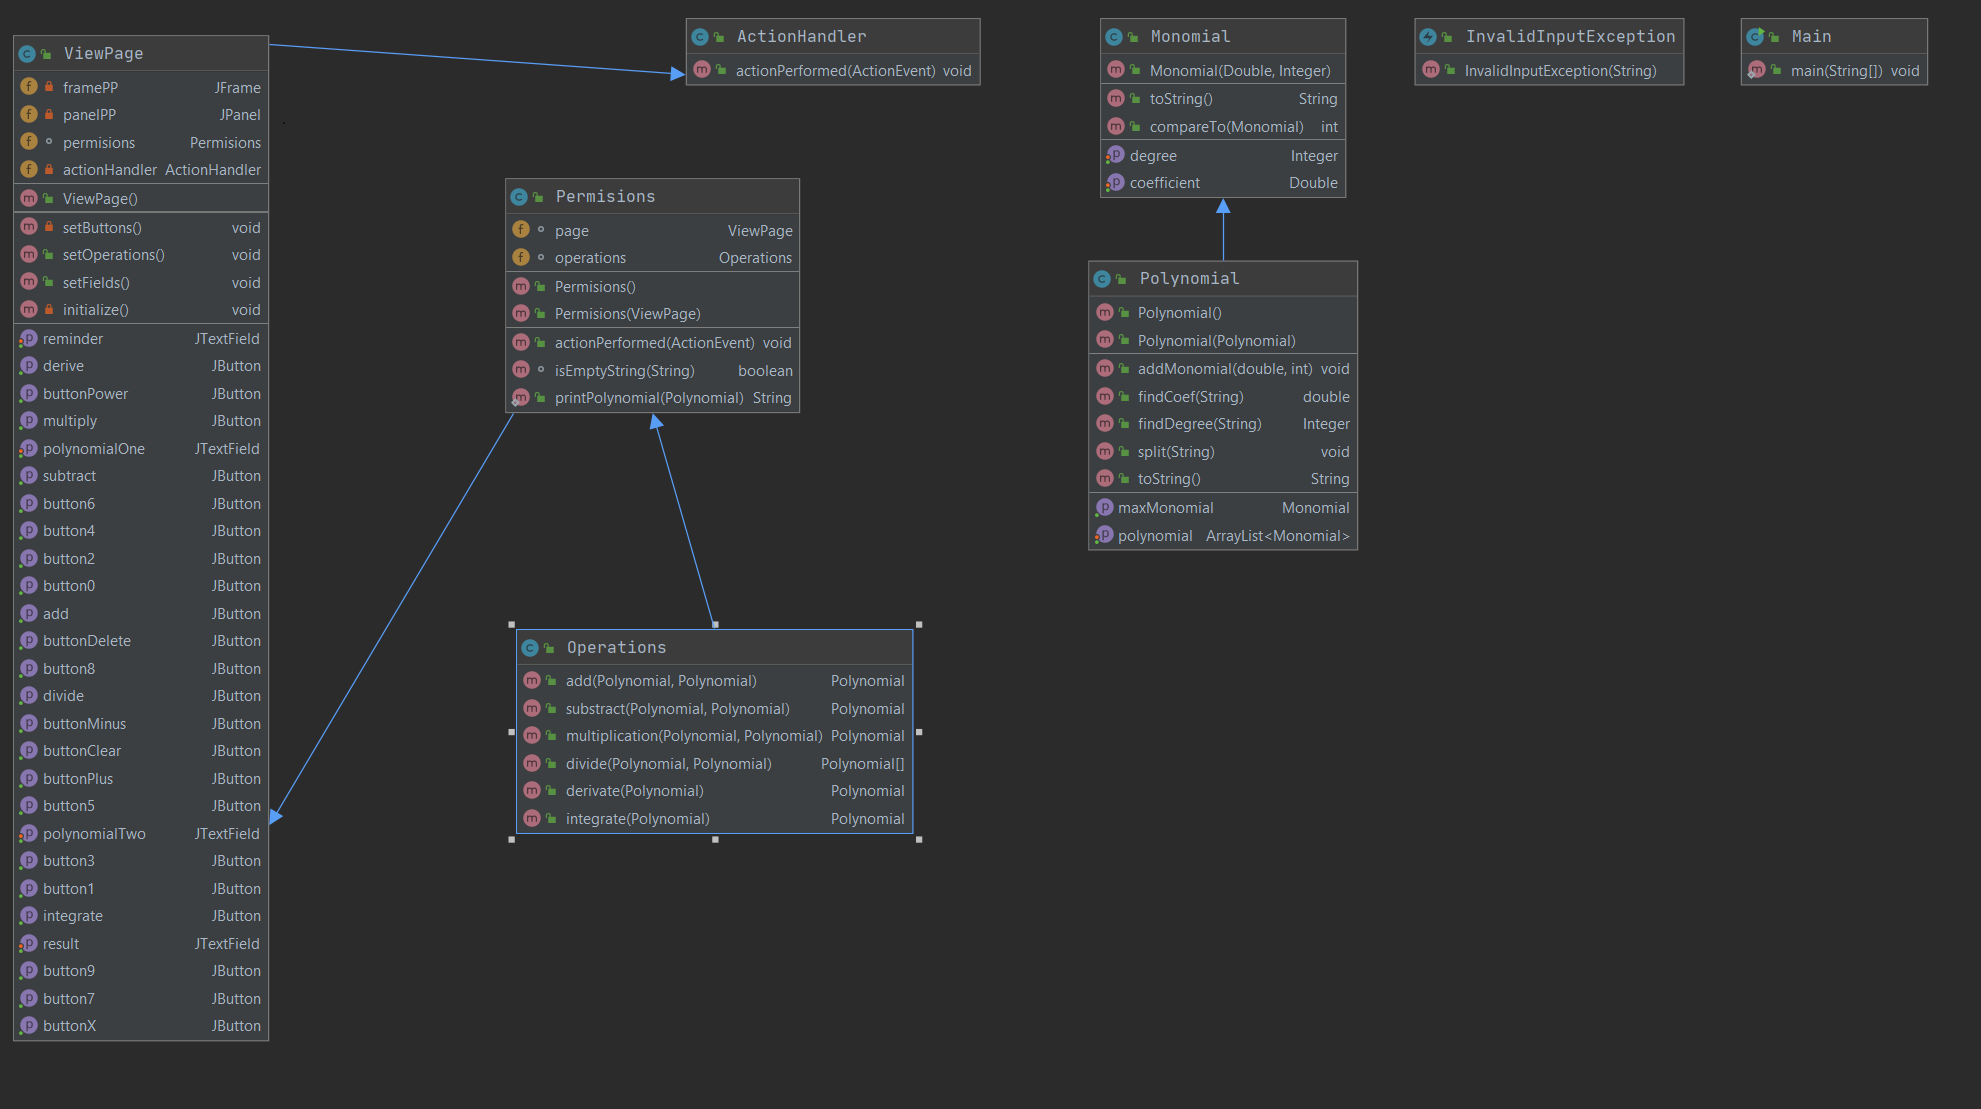 ViewPage
framePP JFrame
panelPP JPanel
permisions Permisions
actionHandler ActionHandler
ViewPage()
setButtons() void
setOperations() void
setFields() void
initialize() void
reminder JTextField
derive JButton
buttonPower JButton
multiply JButton
polynomialOne JTextField
subtract JButton
button6 JButton
button4 JButton
button2 JButton
button0 JButton
add JButton
buttonDelete JButton
button8 JButton
divide JButton
buttonMinus JButton
buttonClear JButton
buttonPlus JButton
button5 JButton
polynomialTwo JTextField
button3 JButton
button1 JButton
integrate JButton
result JTextField
button9 JButton
button7 JButton
buttonX JButton
Permisions
page ViewPage
operations Operations
Permisions()
Permisions(ViewPage)
actionPerformed(ActionEvent) void
isEmptyString(String) boolean
printPolynomial(Polynomial) String
Operations
add(Polynomial, Polynomial) Polynomial
substract(Polynomial, Polynomial) Polynomial
multiplication(Polynomial, Polynomial) Polynomial
divide(Polynomial, Polynomial) Polynomial[]
derivate(Polynomial) Polynomial
integrate(Polynomial) Polynomial
ActionHandler
actionPerformed(ActionEvent) void
Monomial
Monomial(Double, Integer)
toString() String
compareTo(Monomial) int
degree Integer
coefficient Double
Polynomial
Polynomial()
Polynomial(Polynomial)
addMonomial(double, int) void
findCoef(String) double
findDegree(String) Integer
split(String) void
toString() String
maxMonomial Monomial
polynomial ArrayList<Monomial>
InvalidInputException
InvalidInputException(String)
Main
main(String[]) void